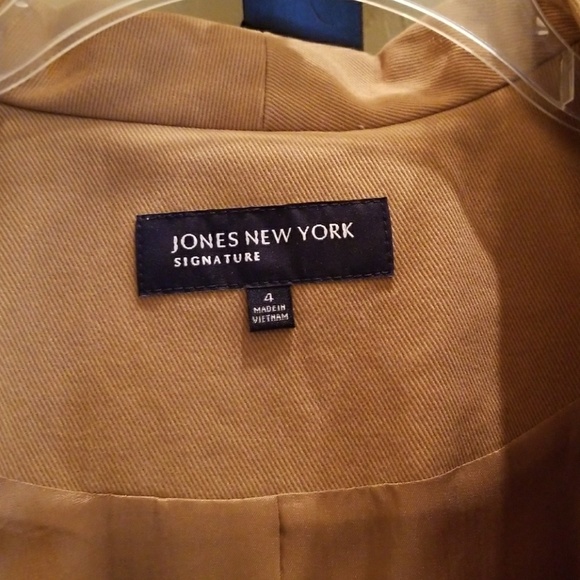 JONES NEW YORK
SIGNATURE
4
MADE IN
VIETNAM